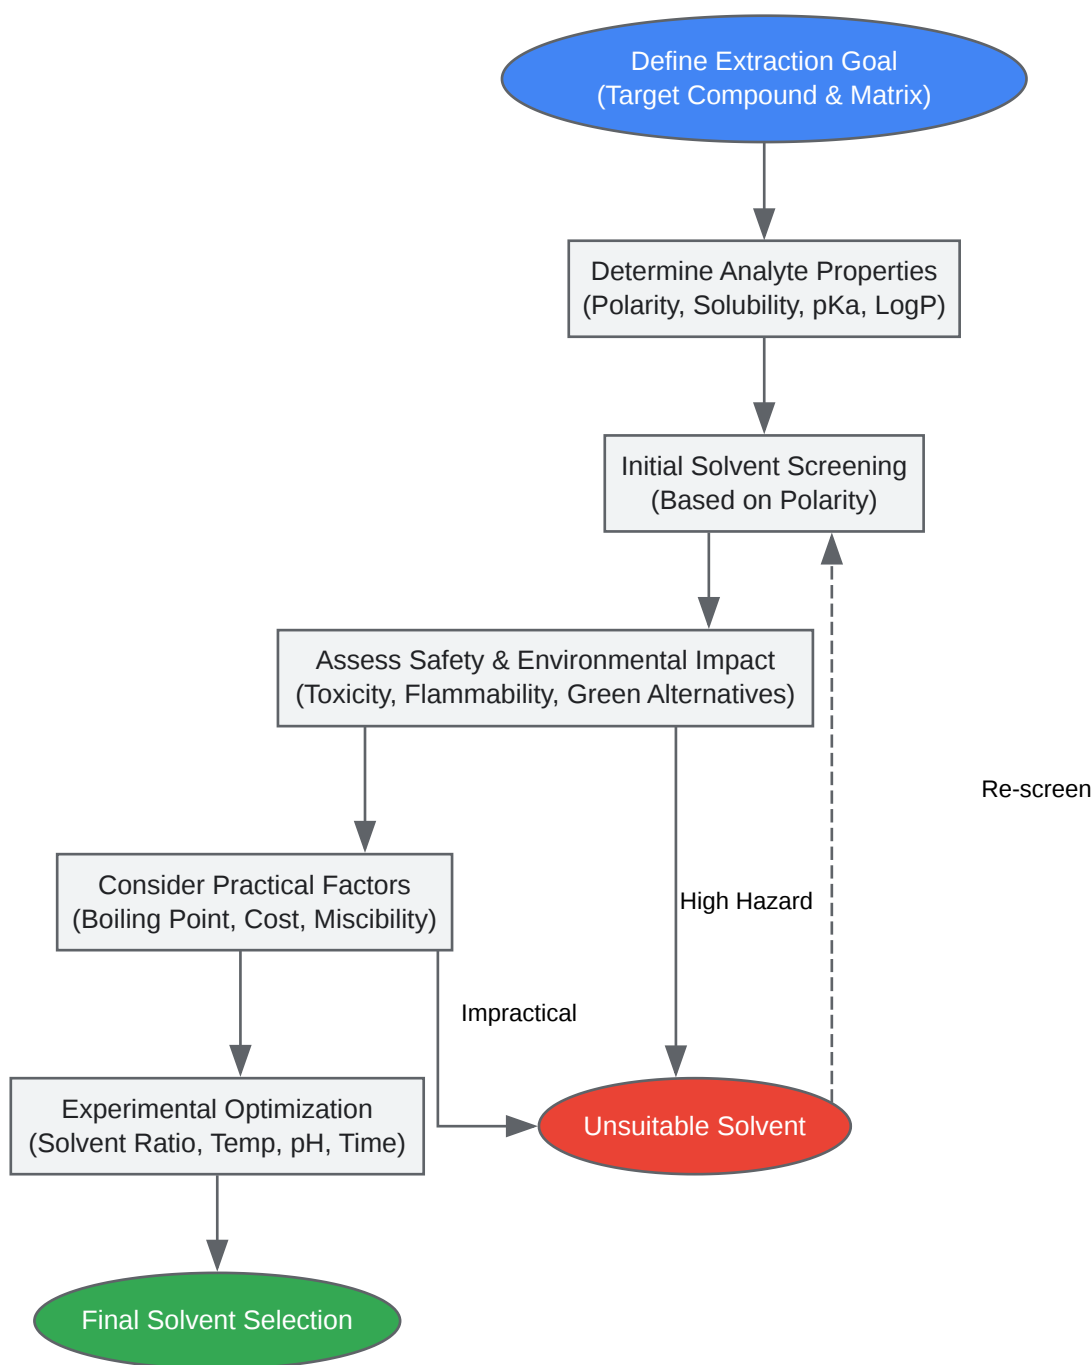 Define Extraction Goal
(Target Compound & Matrix)
Determine Analyte Properties
(Polarity, Solubility, pKa, LogP)
Initial Solvent Screening
(Based on Polarity)
Assess Safety & Environmental Impact
(Toxicity, Flammability, Green Alternatives)
Re-screen
Consider Practical Factors
(Boiling Point, Cost, Miscibility)
High Hazard
Impractical
Experimental Optimization
(Solvent Ratio, Temp, pH, Time)
Unsuitable Solvent
Final Solvent Selection